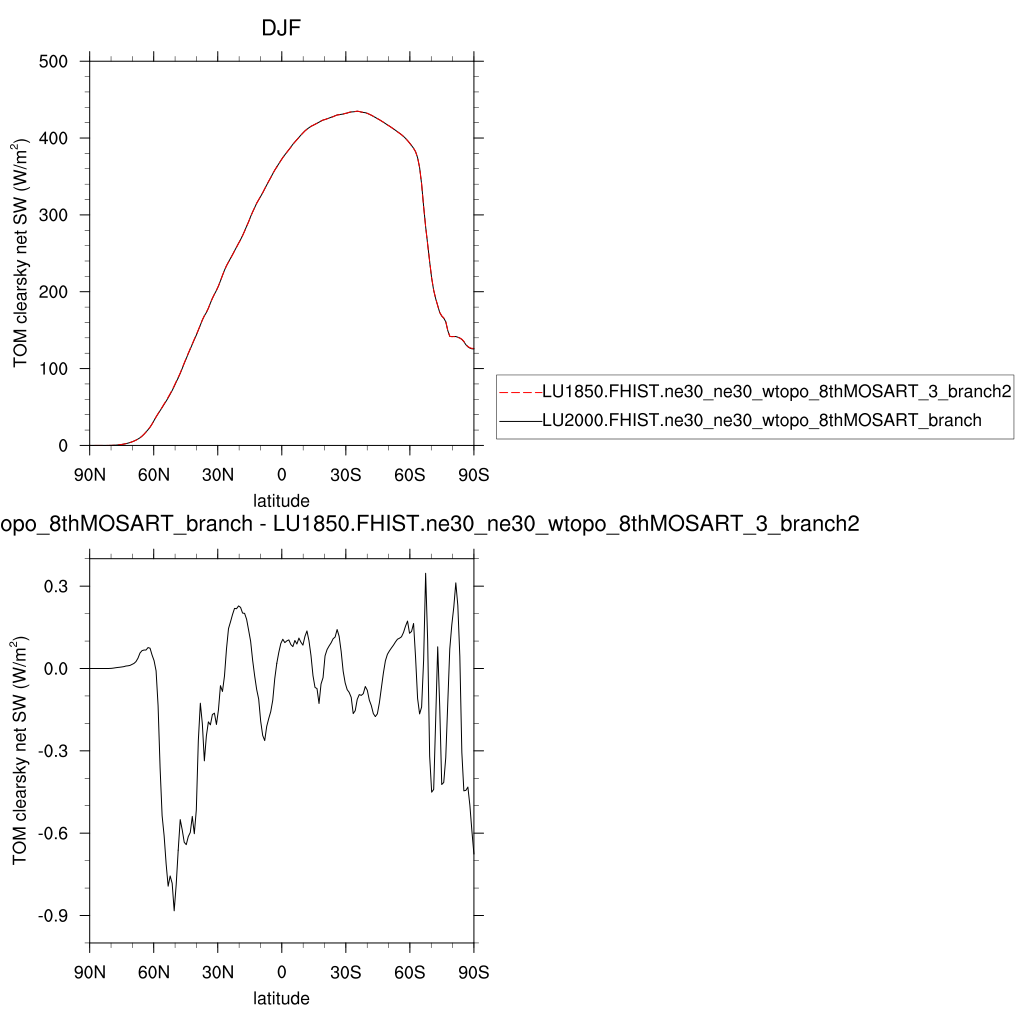 DJF
500
400
300
200
100
0
TOM clearsky net SW (W/m²)
90N 60N 30N 0 30S 60S 90S
latitude
LU1850.FHIST.ne30_ne30_wtopo_8thMOSART_3_branch2
LU2000.FHIST.ne30_ne30_wtopo_8thMOSART_branch
opo_8thMOSART_branch - LU1850.FHIST.ne30_ne30_wtopo_8thMOSART_3_branch2
0.3
0.0
-0.3
-0.6
-0.9
TOM clearsky net SW (W/m²)
90N 60N 30N 0 30S 60S 90S
latitude